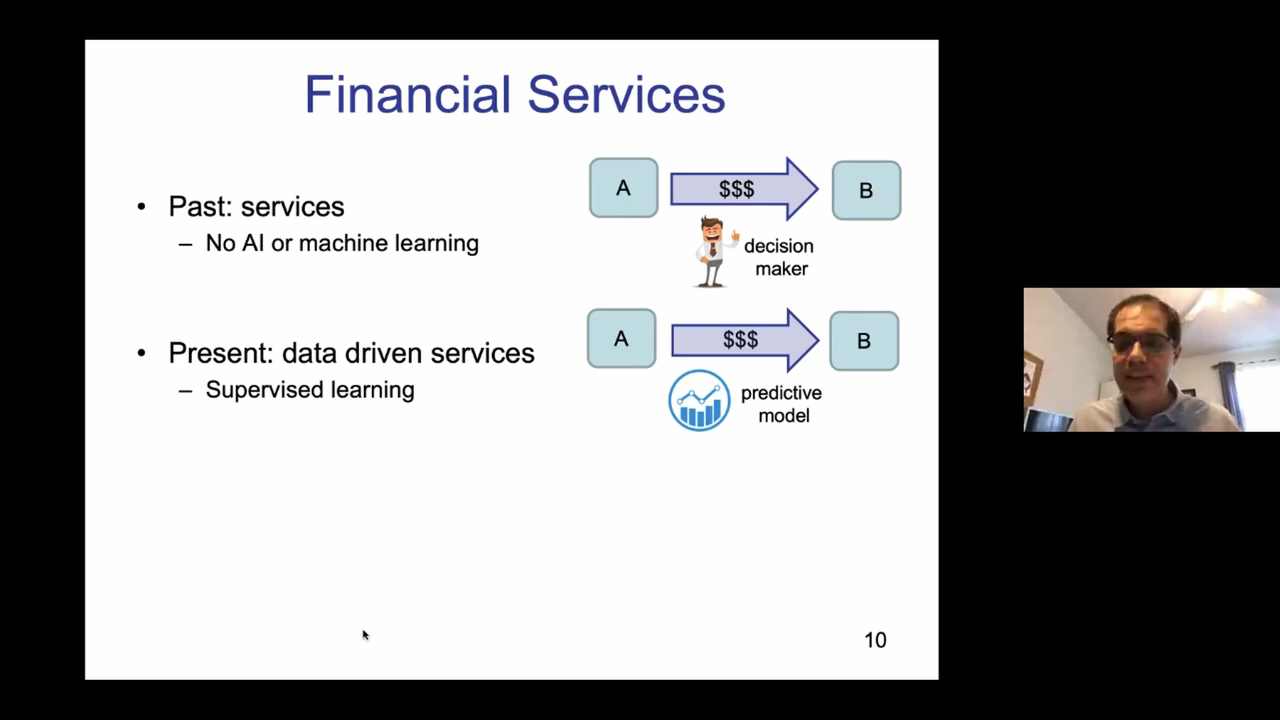 Financial Services
• Past: services
– No AI or machine learning
A
$$$
B
decision
maker
• Present: data driven services
– Supervised learning
A
$$$
B
predictive
model
10